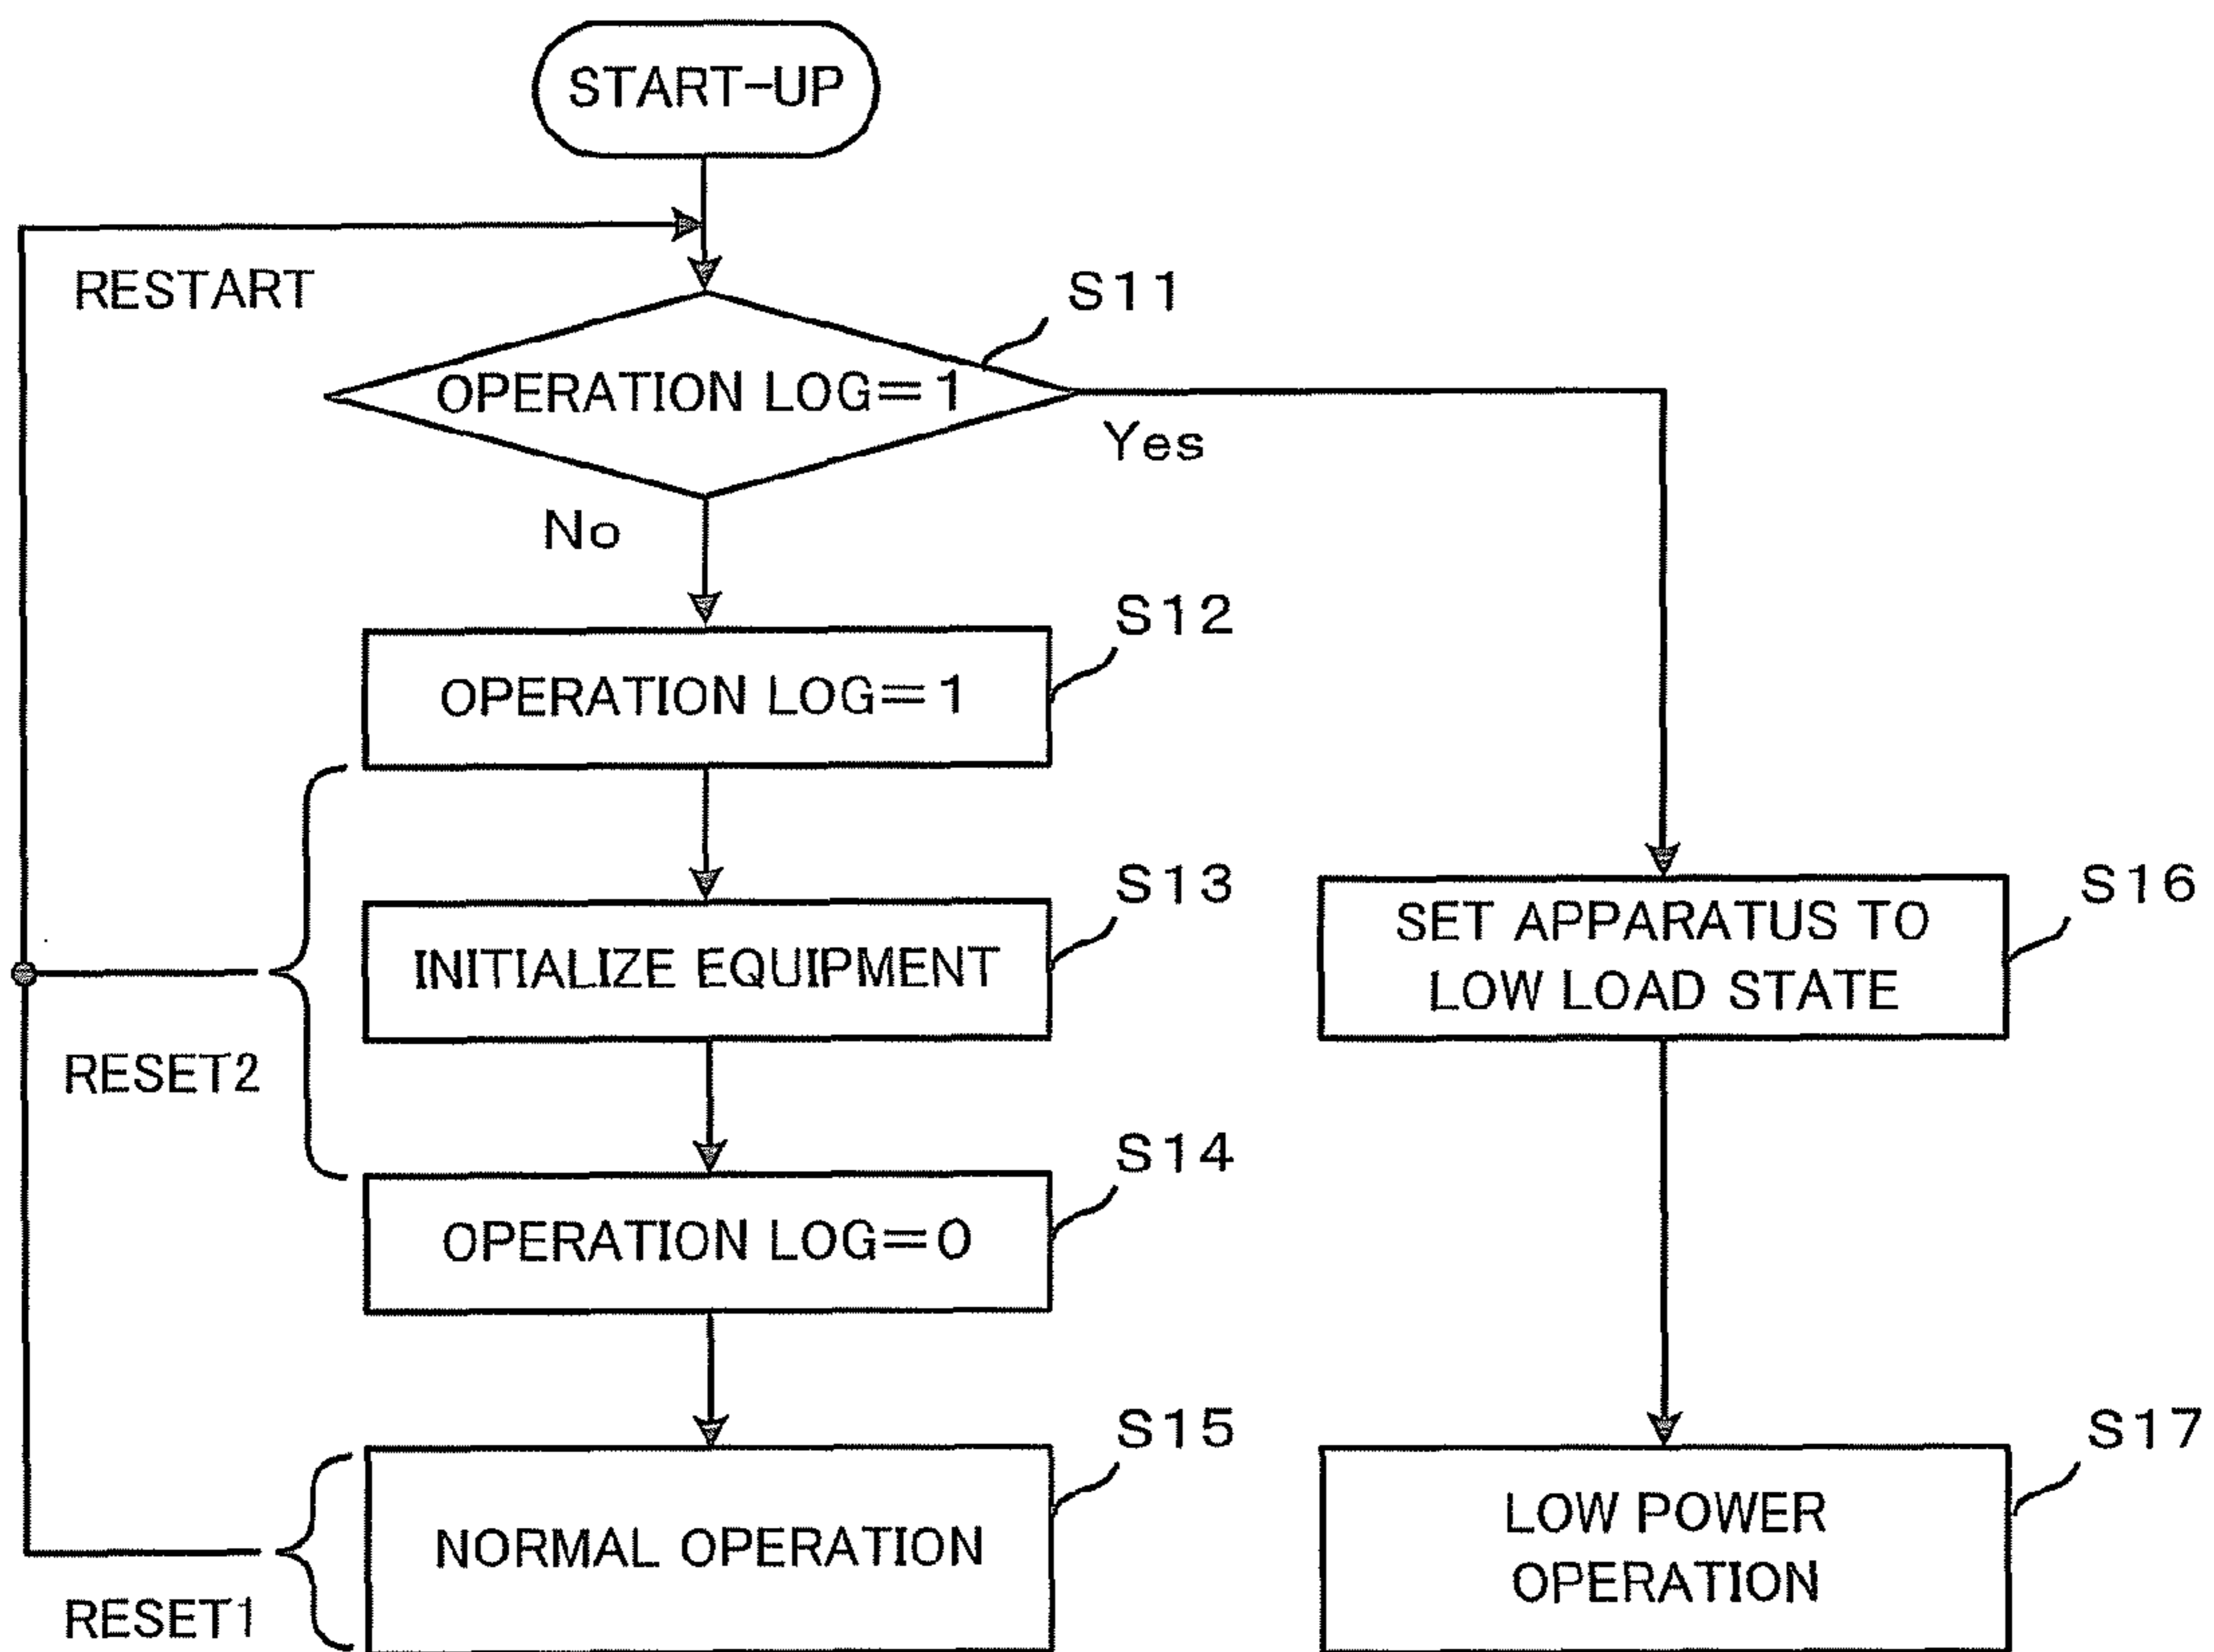 START-UP
RESTART
S11
OPERATION LOG=1
Yes
No
S12
OPERATION LOG=1
S13
INITIALIZE EQUIPMENT
RESET2
S14
OPERATION LOG=0
S15
NORMAL OPERATION
RESET1
S16
SET APPARATUS TO
LOW LOAD STATE
S17
LOW POWER
OPERATION